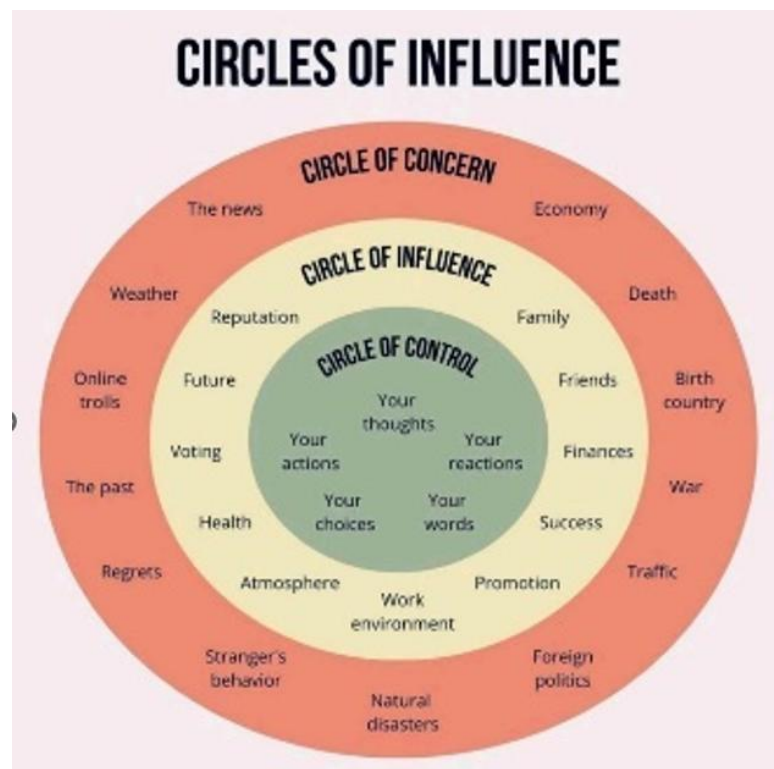 CIRCLES OF INFLUENCE
CIRCLE OF CONCERN
The news
Economy
Weather
Death
Online
trolls
Birth
country
The past
War
Regrets
Traffic
Stranger's
behavior
Foreign
politics
Natural
disasters
CIRCLE OF INFLUENCE
Reputation
Family
Future
Friends
Voting
Finances
Health
Success
Atmosphere
Promotion
Work
environment
CIRCLE OF CONTROL
Your
thoughts
Your
actions
Your
reactions
Your
choices
Your
words